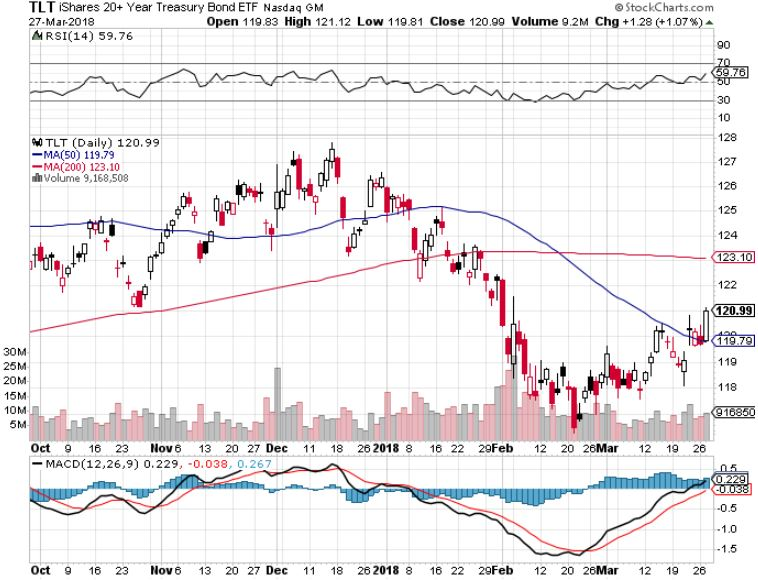 TLT iShares 20+ Year Treasury Bond ETF Nasdaq GM © StockCharts.com
27-Mar-2018 Open 119.83 High 121.12 Low 119.81 Close 120.99 Volume 9.2M Chg +1.28 (+1.07%)
RSI(14) 59.76
90
70
59.76
50
30
10
TLT (Daily) 120.99
MA(50) 119.79
MA(200) 123.10
Volume 9,168,508
128
127
126
125
124
123.10
122
120.99
119.79
119
118
916850
30M
25M
20M
15M
10M
5M
Oct 9 16 23 Nov 6 13 20 27 Dec 11 18 26 2018 8 16 22 29 Feb 12 20 26 Mar 12 19 26
MACD(12,26,9) 0.229, -0.038, 0.267
0.5
0.229
-0.038
-0.5
-1.0
-1.5
Oct 9 16 23 Nov 6 13 20 27 Dec 11 18 26 2018 8 16 22 29 Feb 12 20 26 Mar 12 19 26